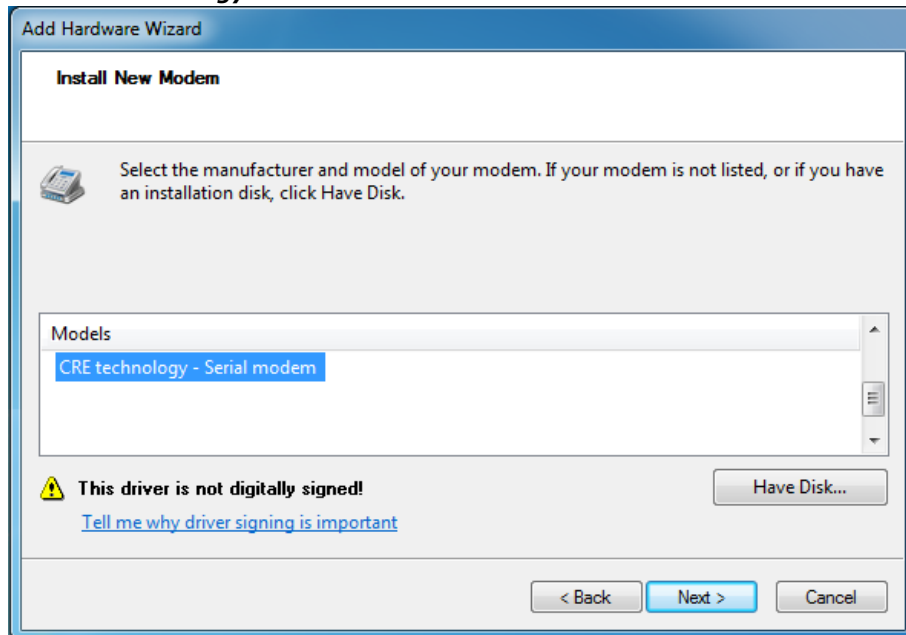 Add Hardware Wizard
Install New Modem
Select the manufacturer and model of your modem. If your modem is not listed, or if you have
an installation disk, click Have Disk.
Models
CRE technology - Serial modem
This driver is not digitally signed!
Have Disk...
Tell me why driver signing is important
< Back
Next >
Cancel